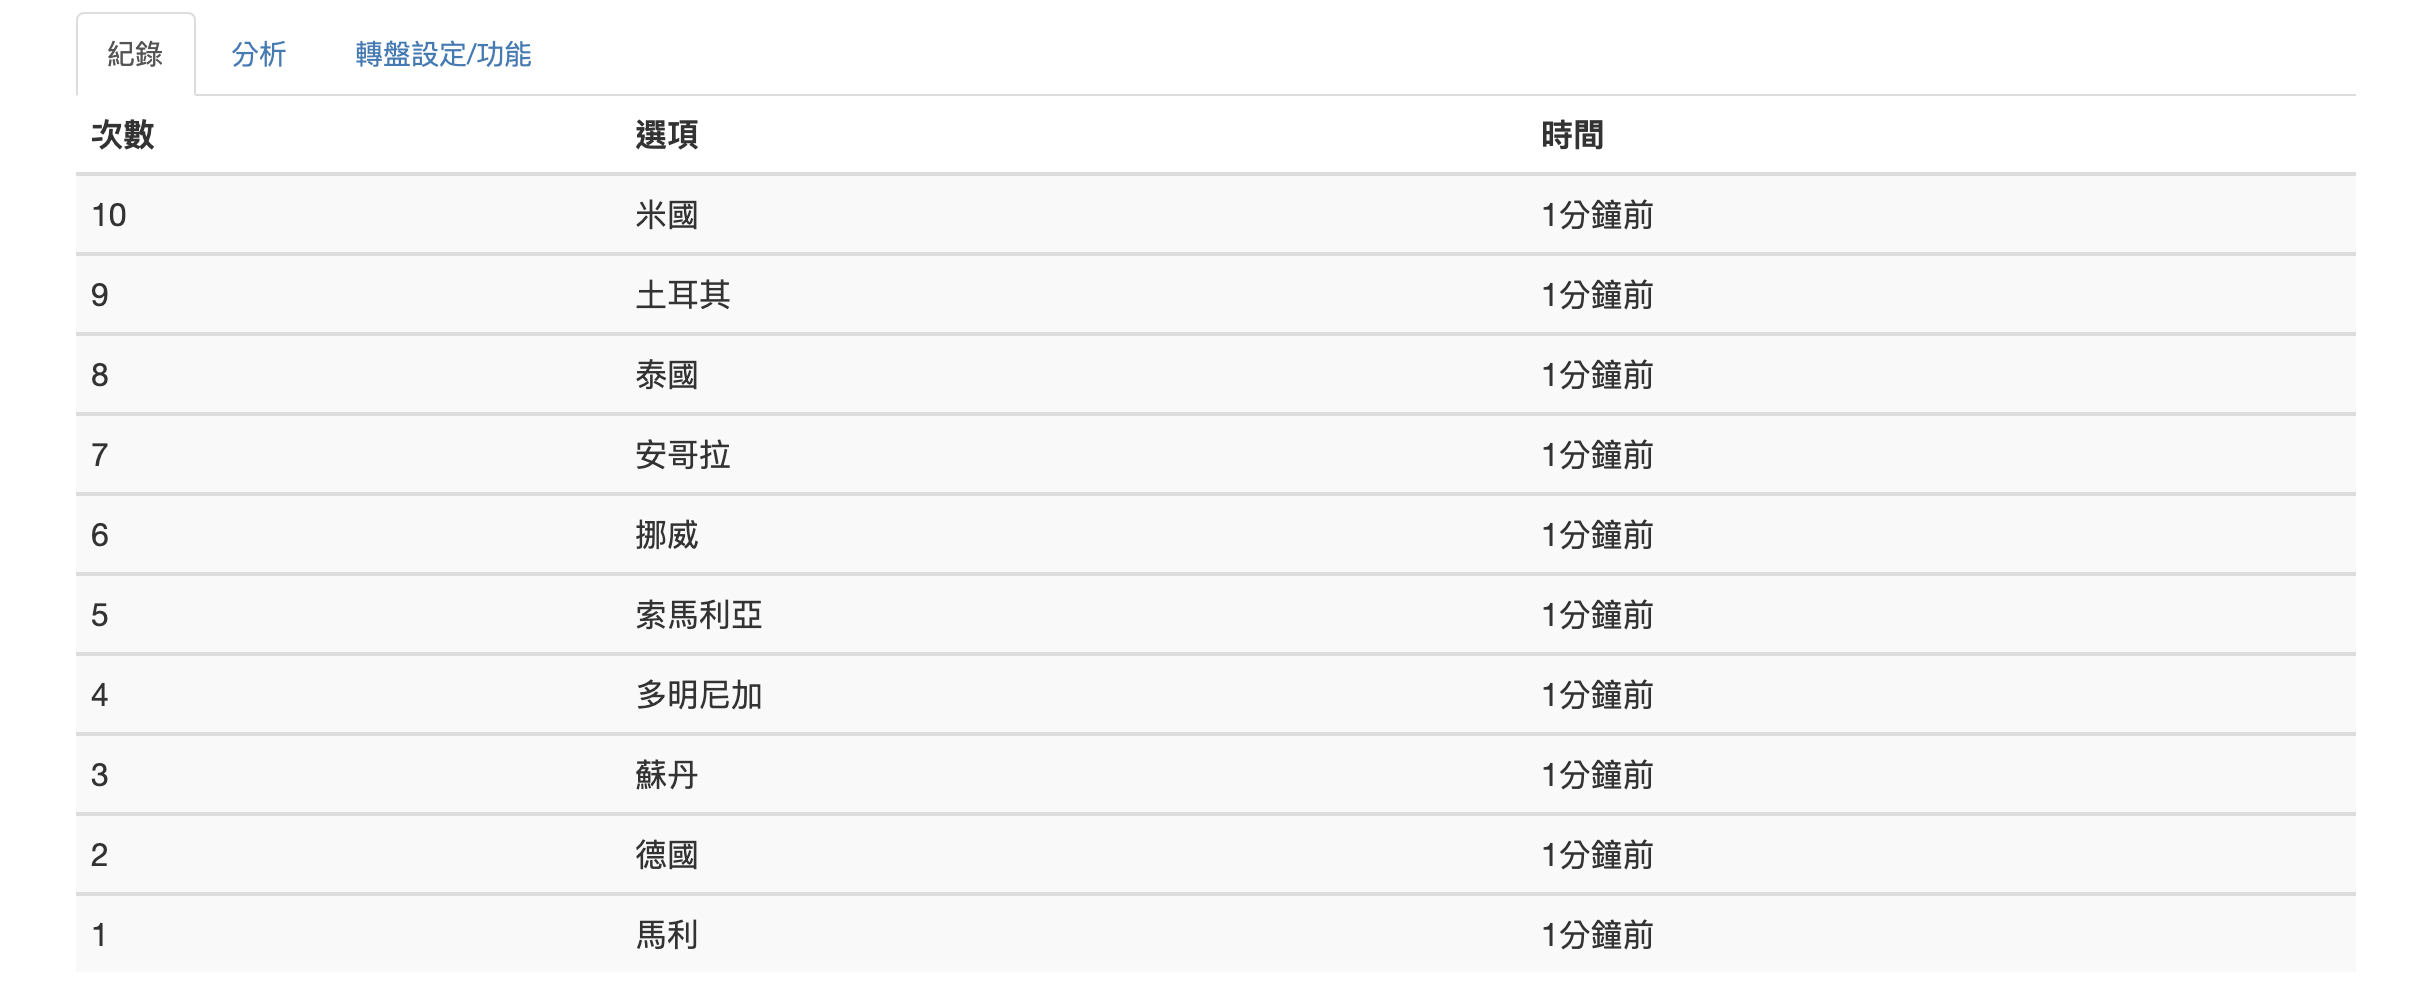 紀錄 分析 轉盤設定/功能
次數 選項 時間
10 米國 1分鐘前
9 土耳其 1分鐘前
8 泰國 1分鐘前
7 安哥拉 1分鐘前
6 挪威 1分鐘前
5 索馬利亞 1分鐘前
4 多明尼加 1分鐘前
3 蘇丹 1分鐘前
2 德國 1分鐘前
1 馬利 1分鐘前